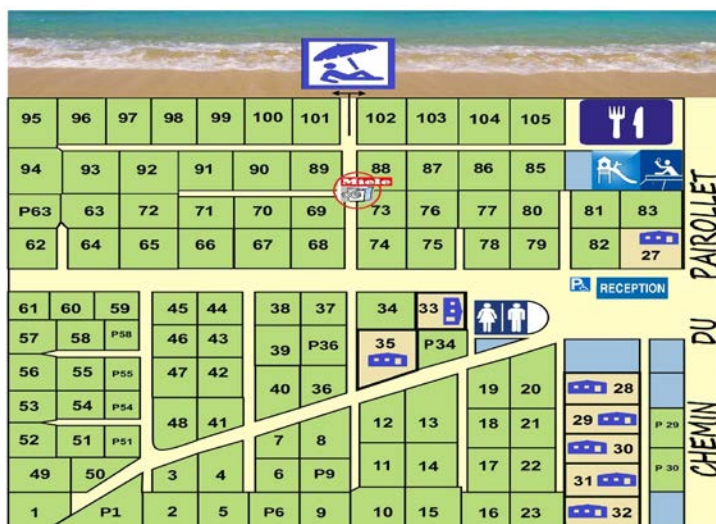 95 96 97 98 99 100 101 102 103 104 105
94 93 92 91 90 89 88 87 86 85
Miele
P63 63 72 71 70 69 73 76 77 80 81 83
62 64 65 66 67 68 74 75 78 79 82 27
RECEPTION
61 60 59 45 44 38 37 34 33
57 58 P58 46 43 39 P36 35 P34
56 55 P55 47 42 40 36 19 20 28
53 54 P54 48 41 12 13 18 21 29 P 29
52 51 P51 7 8 30
49 50 3 4 6 P9 11 14 17 22 31 P 30
1 P1 2 5 P6 9 10 15 16 23 32
CHEMIN DU PAIROLLET